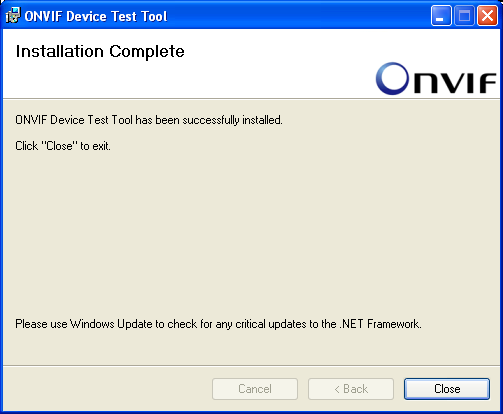 ONVIF Device Test Tool
Installation Complete
Onvif
ONVIF Device Test Tool has been successfully installed.
Click "Close" to exit.
Please use Windows Update to check for any critical updates to the .NET Framework.
Cancel
< Back
Close